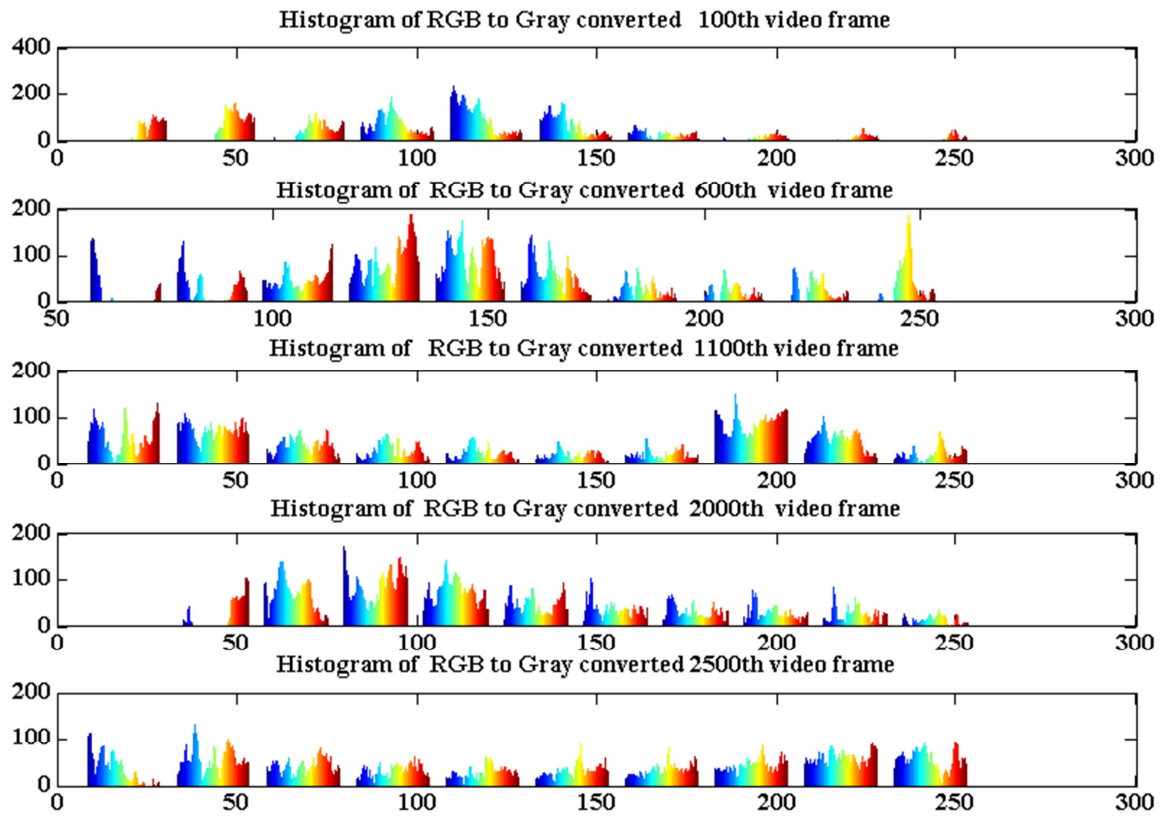 Histogram of RGB to Gray converted 100th video frame
400
200
0
0 50 100 150 200 250 300
Histogram of RGB to Gray converted 600th video frame
200
100
0
50 100 150 200 250 300
Histogram of RGB to Gray converted 1100th video frame
200
100
0
0 50 100 150 200 250 300
Histogram of RGB to Gray converted 2000th video frame
200
100
0
0 50 100 150 200 250 300
Histogram of RGB to Gray converted 2500th video frame
200
100
0
0 50 100 150 200 250 300